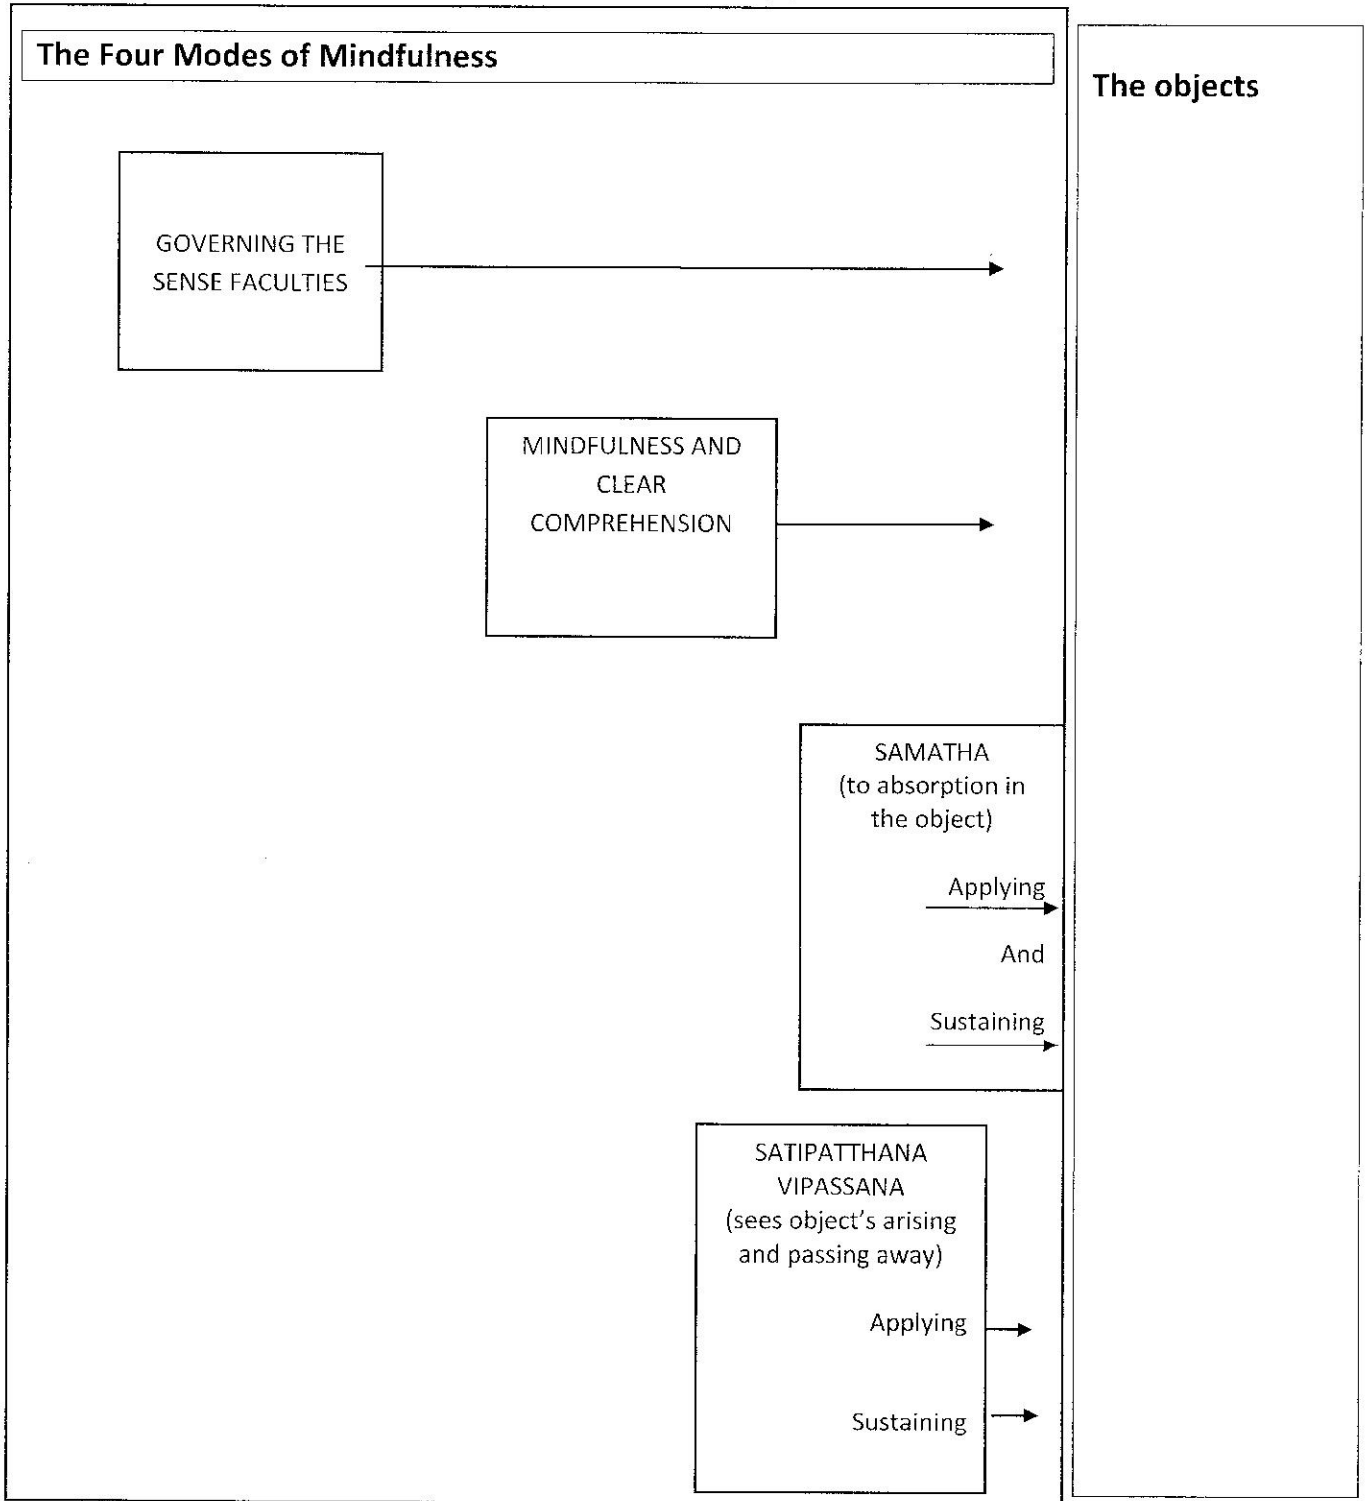 The Four Modes of Mindfulness
The objects
GOVERNING THE
SENSE FACULTIES
MINDFULNESS AND
CLEAR
COMPREHENSION
SAMATHA
(to absorption in
the object)
Applying
And
Sustaining
SATIPATTHANA
VIPASSANA
(sees object's arising
and passing away)
Applying
Sustaining